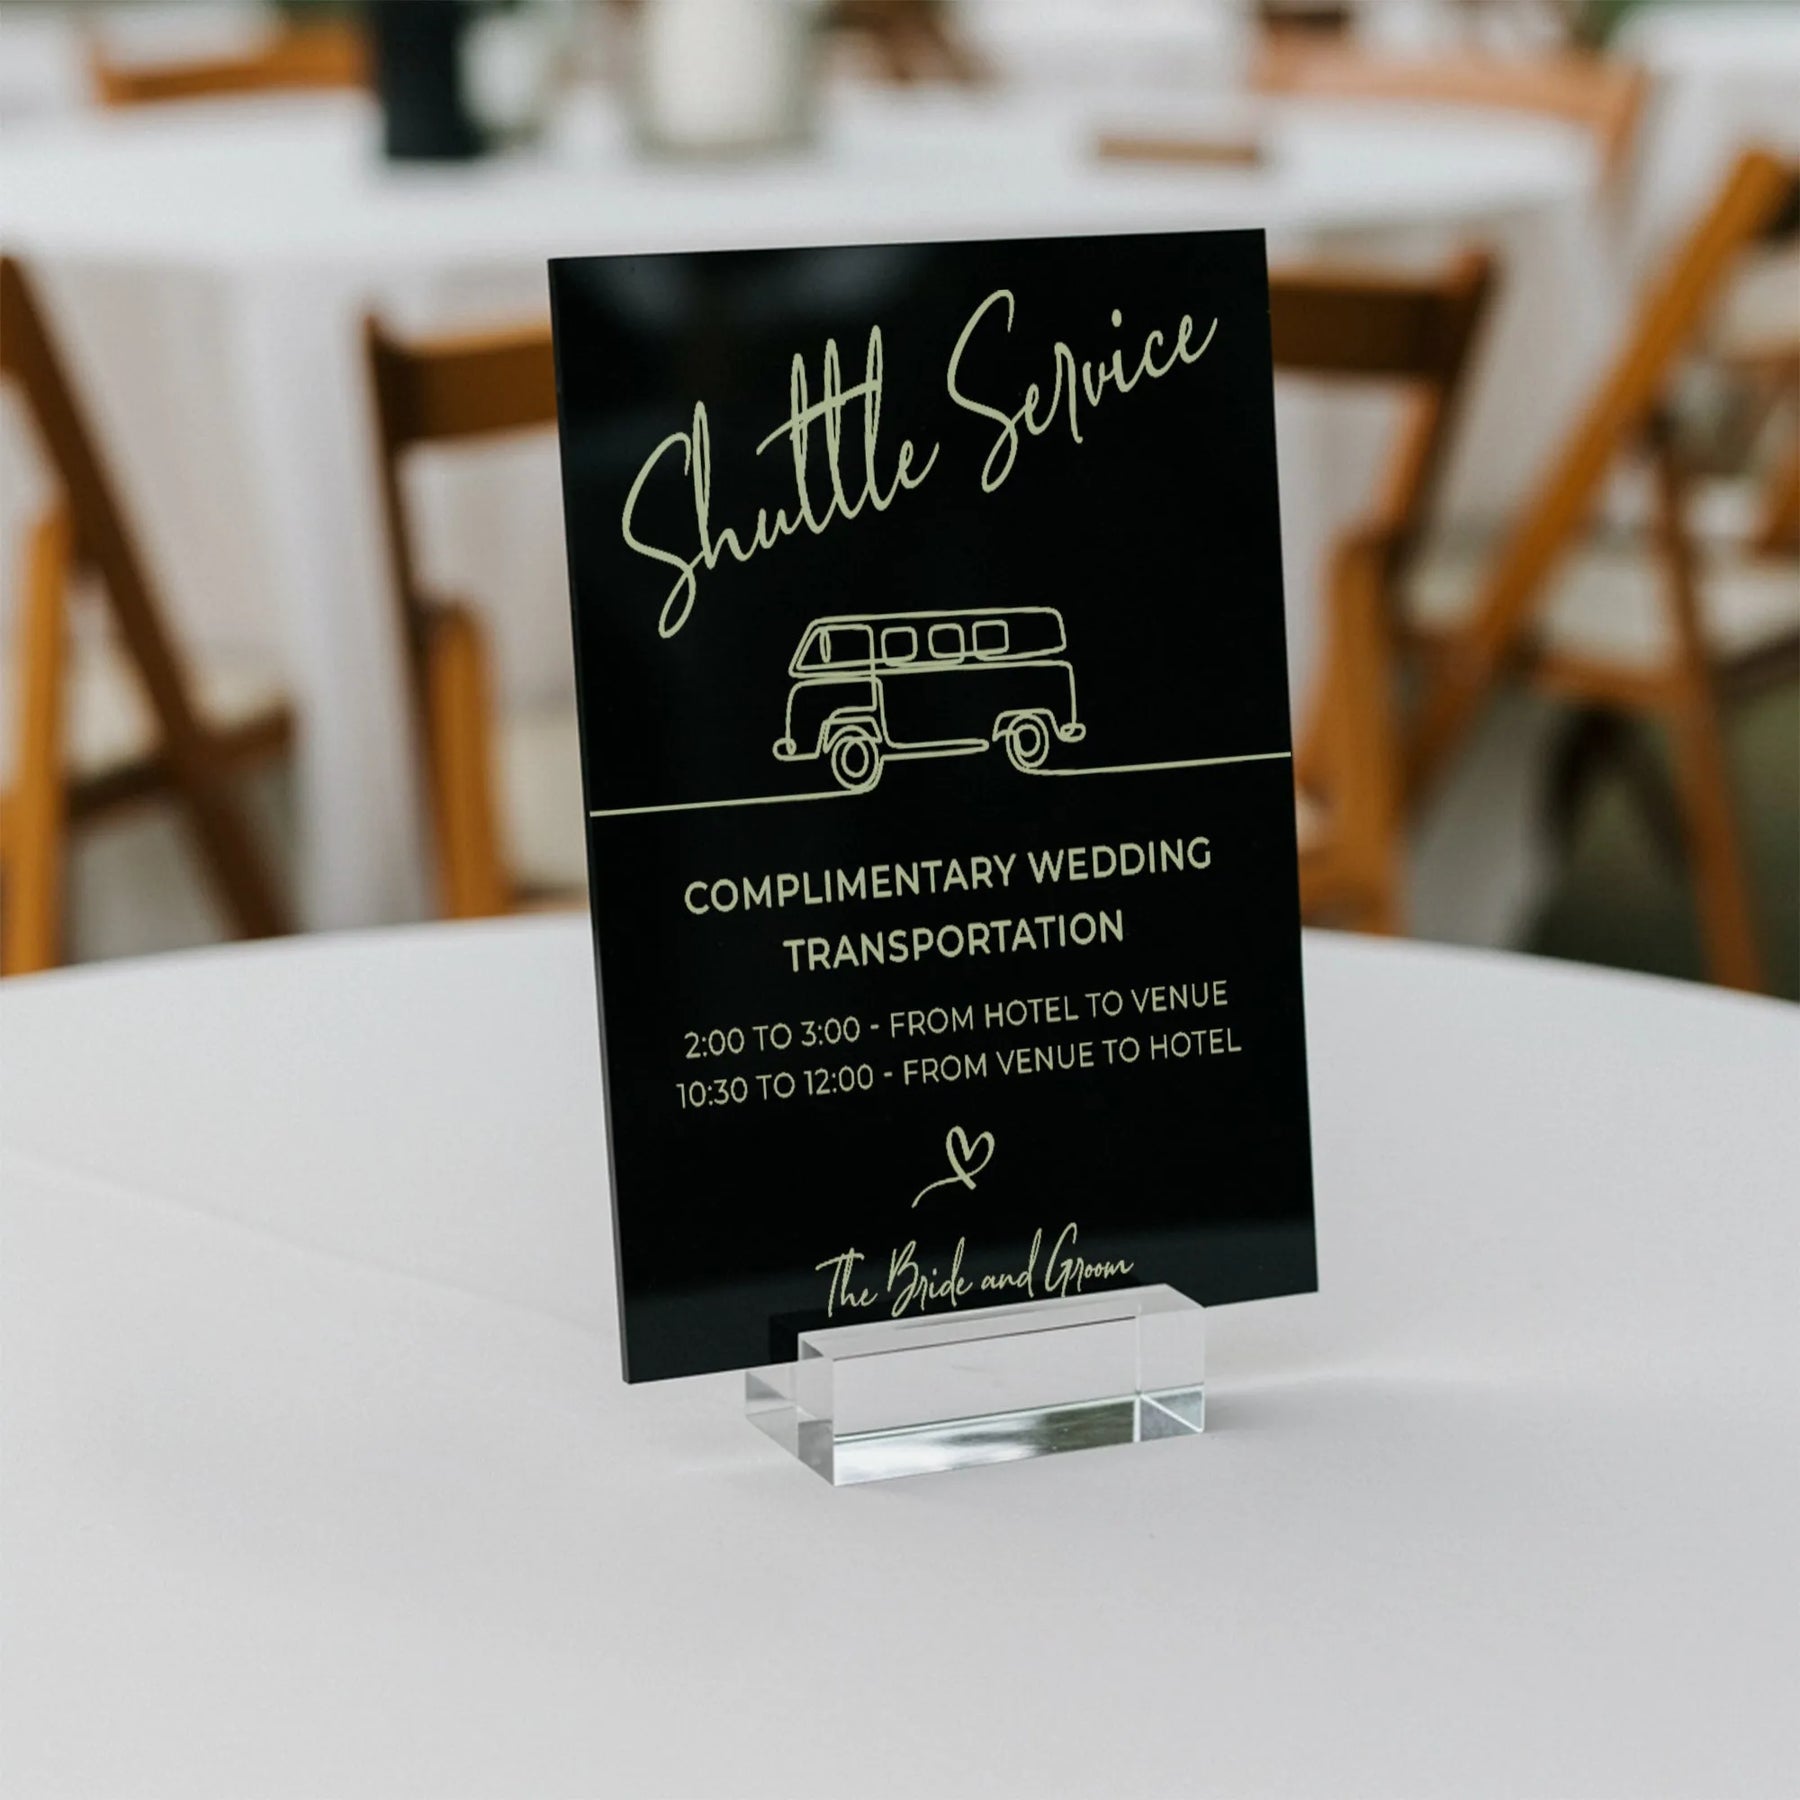 Shuttle Service
COMPLIMENTARY WEDDING
TRANSPORTATION
2:00 TO 3:00 - FROM HOTEL TO VENUE
10:30 TO 12:00 - FROM VENUE TO HOTEL
The Bride and Groom